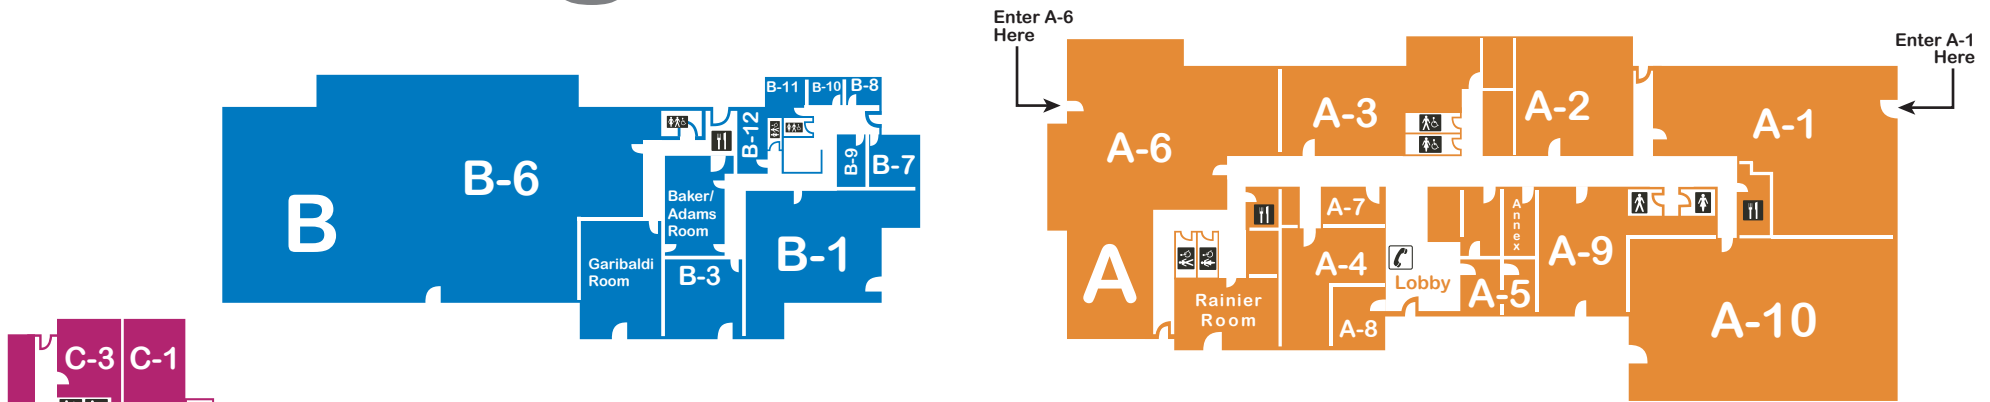 Enter A-6
Here
Enter A-1
Here
B
B-6
B-11
B-10
B-8
B-12
B-9
B-7
Baker/
Adams
Room
Garibaldi
Room
B-3
B-1
C-3
C-1
A
A-6
A-3
A-2
A-1
A-7
A-4
A-8
Rainier
Room
Lobby
Annex
A-5
A-9
A-10